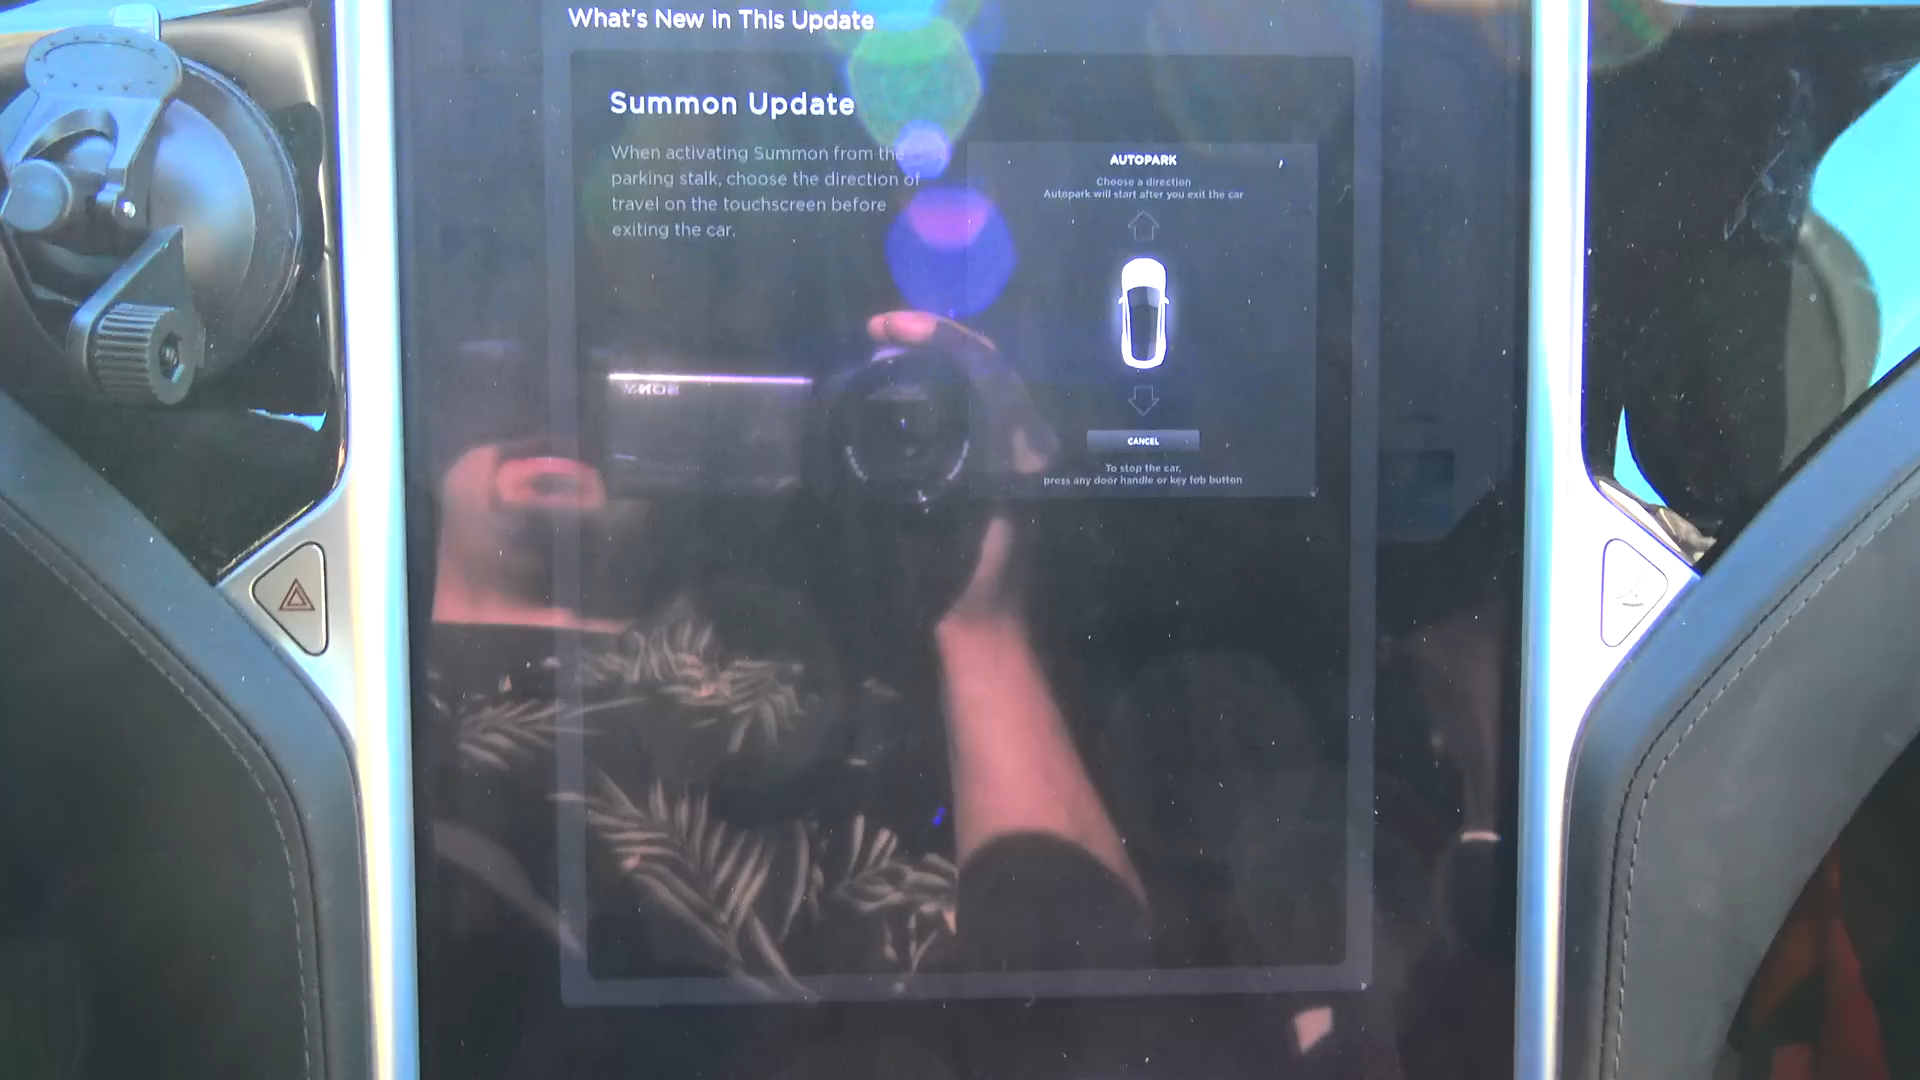 What's New in This Update
Summon Update
When activating Summon from the
parking stalk, choose the direction of
travel on the touchscreen before
exiting the car.
AUTOPARK
Choose a direction
Autopark will start after you exit the car
CANCEL
To stop the car,
press any door handle or key fob button
SONY